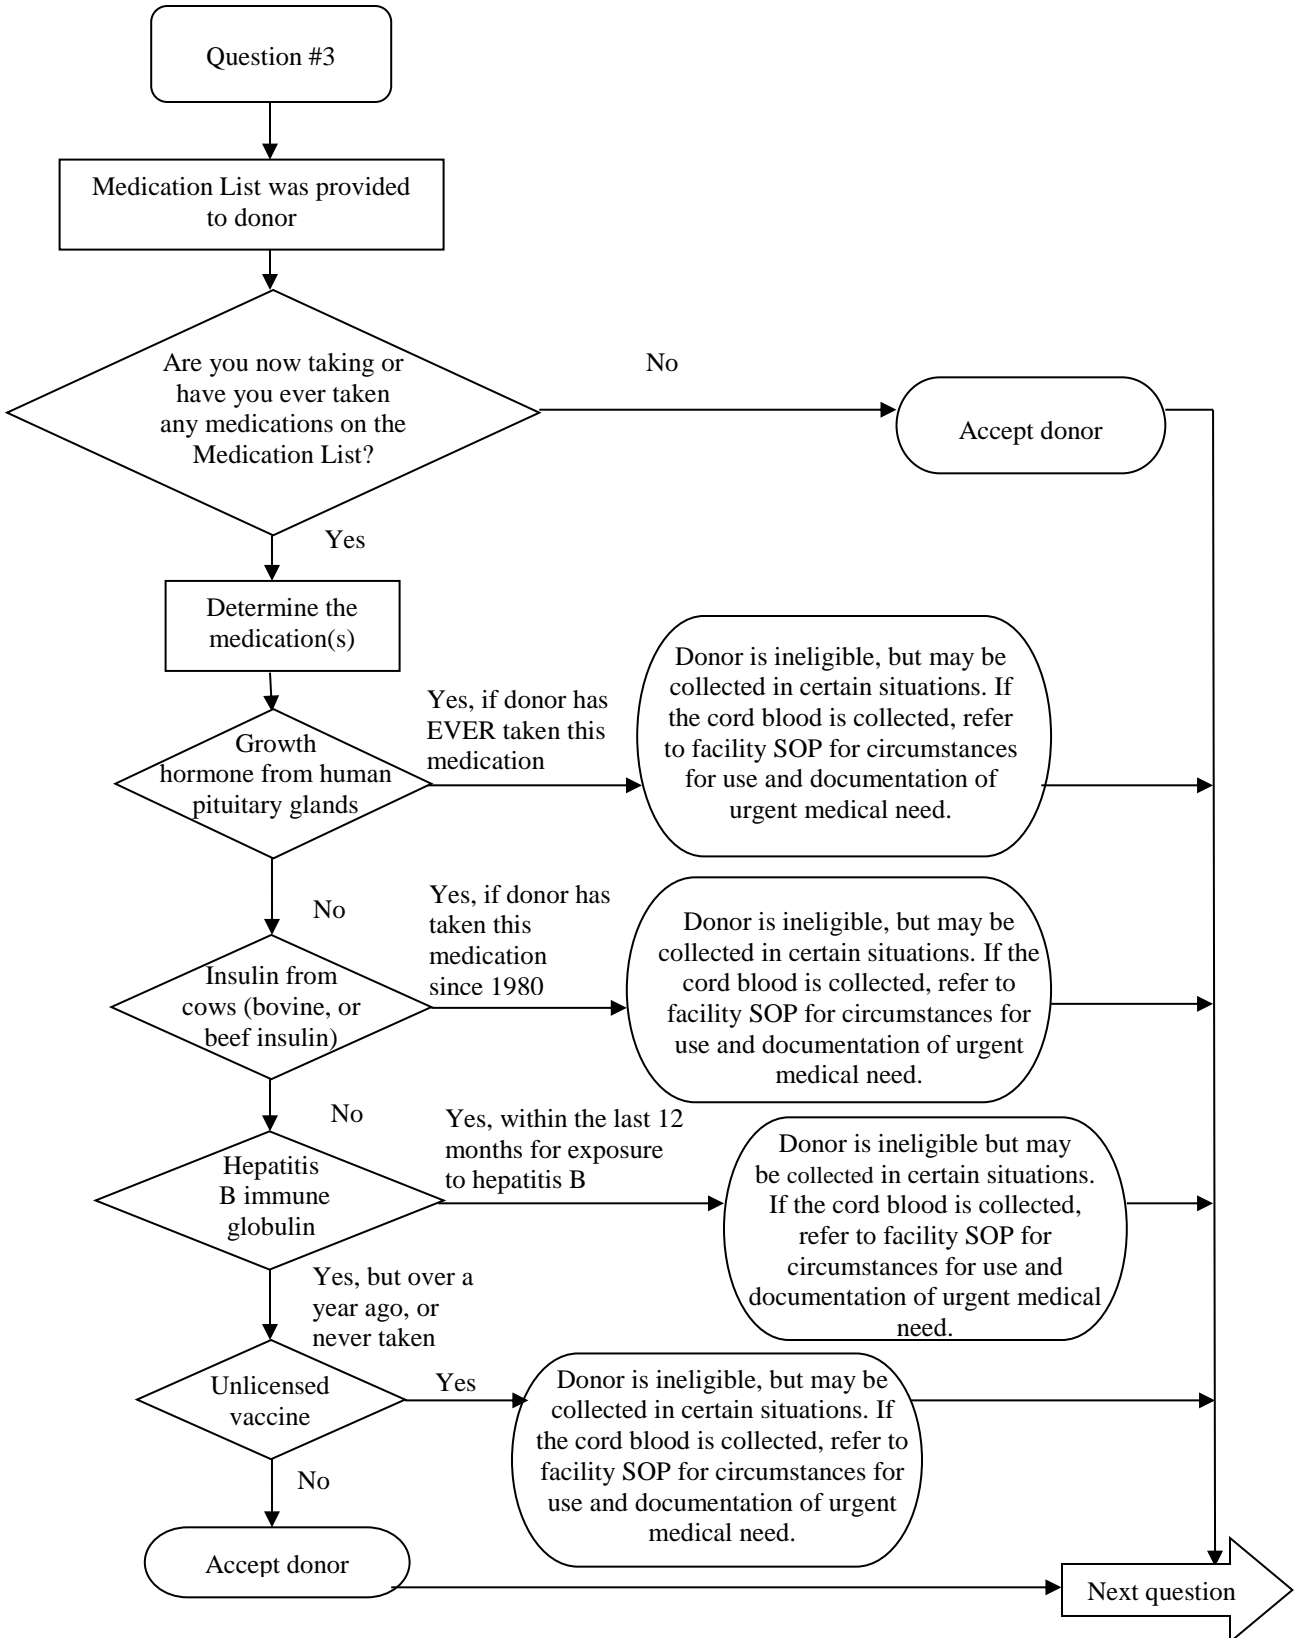 Question #3
Medication List was provided
to donor
Are you now taking or
have you ever taken
any medications on the
Medication List?
No
Accept donor
Yes
Determine the
medication(s)
Growth
hormone from human
pituitary glands
Yes, if donor has
EVER taken this
medication
Donor is ineligible, but may be
collected in certain situations. If
the cord blood is collected, refer
to facility SOP for circumstances
for use and documentation of
urgent medical need.
No
Insulin from
cows (bovine, or
beef insulin)
Yes, if donor has
taken this
medication
since 1980
Donor is ineligible, but may be
collected in certain situations. If the
cord blood is collected, refer to
facility SOP for circumstances for
use and documentation of urgent
medical need.
No
Hepatitis
B immune
globulin
Yes, within the last 12
months for exposure
to hepatitis B
Donor is ineligible but may
be collected in certain situations.
If the cord blood is collected,
refer to facility SOP for
circumstances for use and
documentation of urgent medical
need.
Yes, but over a
year ago, or
never taken
Unlicensed
vaccine
Yes
Donor is ineligible, but may be
collected in certain situations. If
the cord blood is collected, refer to
facility SOP for circumstances for
use and documentation of urgent
medical need.
No
Accept donor
Next question